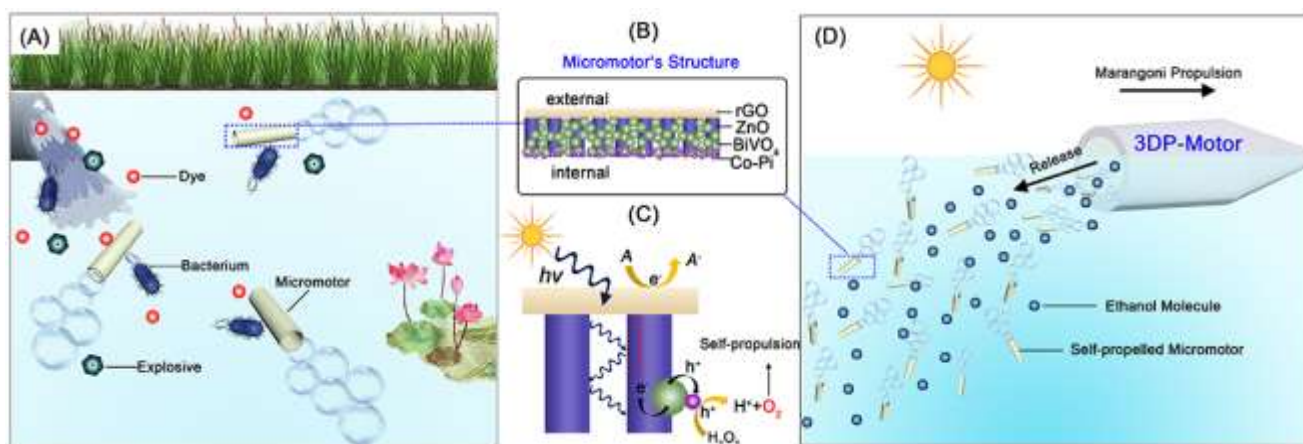 (A)
Dye
Bacterium
Micromotor
Explosive
(B)
Micromotor's Structure
external
rGO
ZnO
BiVO₄
Co-Pi
internal
(C)
hν
A
A⁻
e⁻
Self-propulsion
h⁺
e⁻
h⁺
H⁺+O₂
H₂O₂
(D)
Marangoni Propulsion
3DP-Motor
Release
Ethanol Molecule
Self-propelled Micromotor